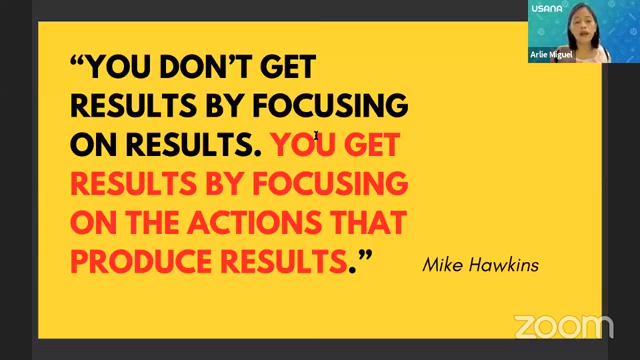 USANA
Arlie Miguel
“YOU DON’T GET
RESULTS BY FOCUSING
ON RESULTS. YOU GET
RESULTS BY FOCUSING
ON THE ACTIONS THAT
PRODUCE RESULTS.”
Mike Hawkins
zoom